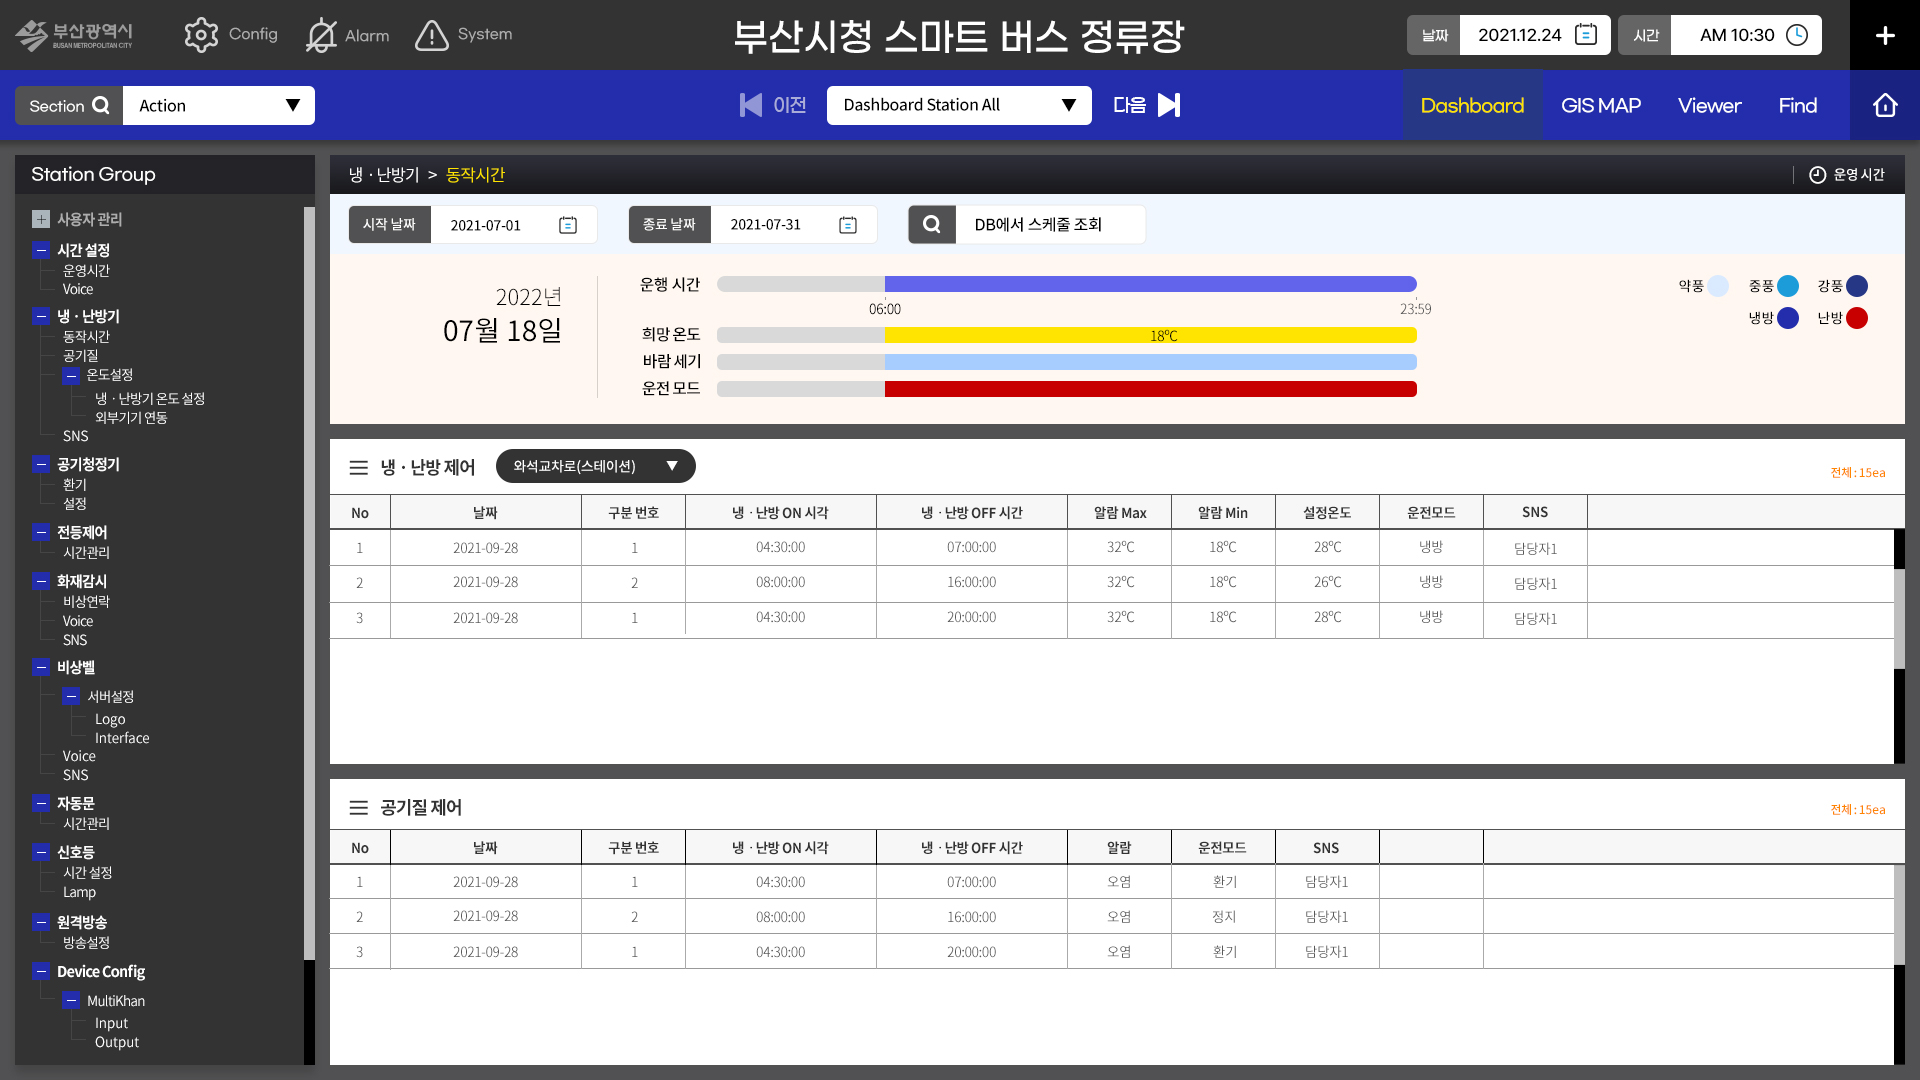 부산광역시
BUSAN METROPOLITAN CITY
Config
Alarm
System
부산시청 스마트 버스 정류장
날짜 2021.12.24
시간 AM 10:30
Section Action
이전 Dashboard Station All 다음
Dashboard GIS MAP Viewer Find
Station Group
사용자 관리
시간 설정
운영시간
Voice
냉 · 난방기
동작시간
공기질
온도설정
냉 · 난방기 온도 설정
외부기기 연동
SNS
공기청정기
환기
설정
전등제어
시간관리
화재감시
비상연락
Voice
SNS
비상벨
서버설정
Logo
Interface
Voice
SNS
자동문
시간관리
신호등
시간 설정
Lamp
원격방송
방송설정
Device Config
MultiKhan
Input
Output
냉 · 난방기 > 동작시간
운영 시간
시작 날짜 2021-07-01
종료 날짜 2021-07-31
DB에서 스케줄 조회
2022년
07월 18일
운행 시간
06:00 23:59
희망 온도 18℃
바람 세기
운전 모드
약풍 중풍 강풍
냉방 난방
냉 · 난방 제어 와석교차로(스테이션)
전체 : 15ea
No 날짜 구분 번호 냉 · 난방 ON 시각 냉 · 난방 OFF 시간 알람 Max 알람 Min 설정온도 운전모드 SNS
1 2021-09-28 1 04:30:00 07:00:00 32℃ 18℃ 28℃ 냉방 담당자1
2 2021-09-28 2 08:00:00 16:00:00 32℃ 18℃ 26℃ 냉방 담당자1
3 2021-09-28 1 04:30:00 20:00:00 32℃ 18℃ 28℃ 냉방 담당자1
공기질 제어
전체 : 15ea
No 날짜 구분 번호 냉 · 난방 ON 시각 냉 · 난방 OFF 시간 알람 운전모드 SNS
1 2021-09-28 1 04:30:00 07:00:00 오염 환기 담당자1
2 2021-09-28 2 08:00:00 16:00:00 오염 정지 담당자1
3 2021-09-28 1 04:30:00 20:00:00 오염 환기 담당자1